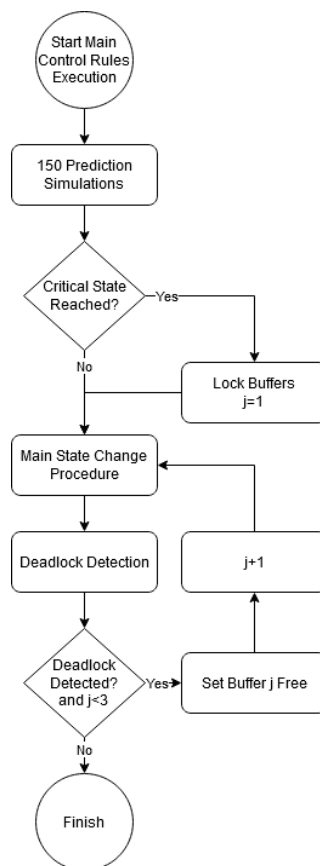 Start Main
Control Rules
Execution
150 Prediction
Simulations
Critical State
Reached?
Yes
No
Lock Buffers
j=1
Main State Change
Procedure
Deadlock Detection
j+1
Deadlock
Detected?
and j<3
Yes
Set Buffer j Free
No
Finish